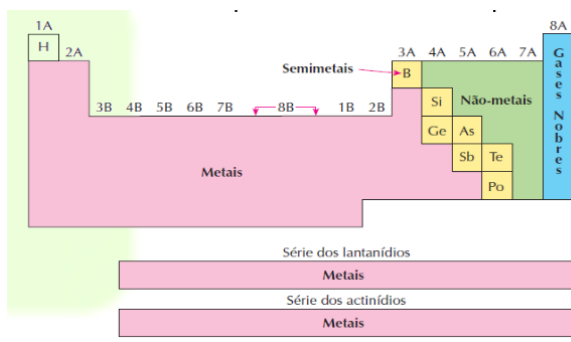 8A
1A
H
2A
3A 4A 5A 6A 7A
Gases Nobres
Semimetais
B
Si
Não-metais
3B 4B 5B 6B 7B 8B 1B 2B
Ge As
Sb Te
Metais
Po
Série dos lantanídios
Metais
Série dos actinídios
Metais